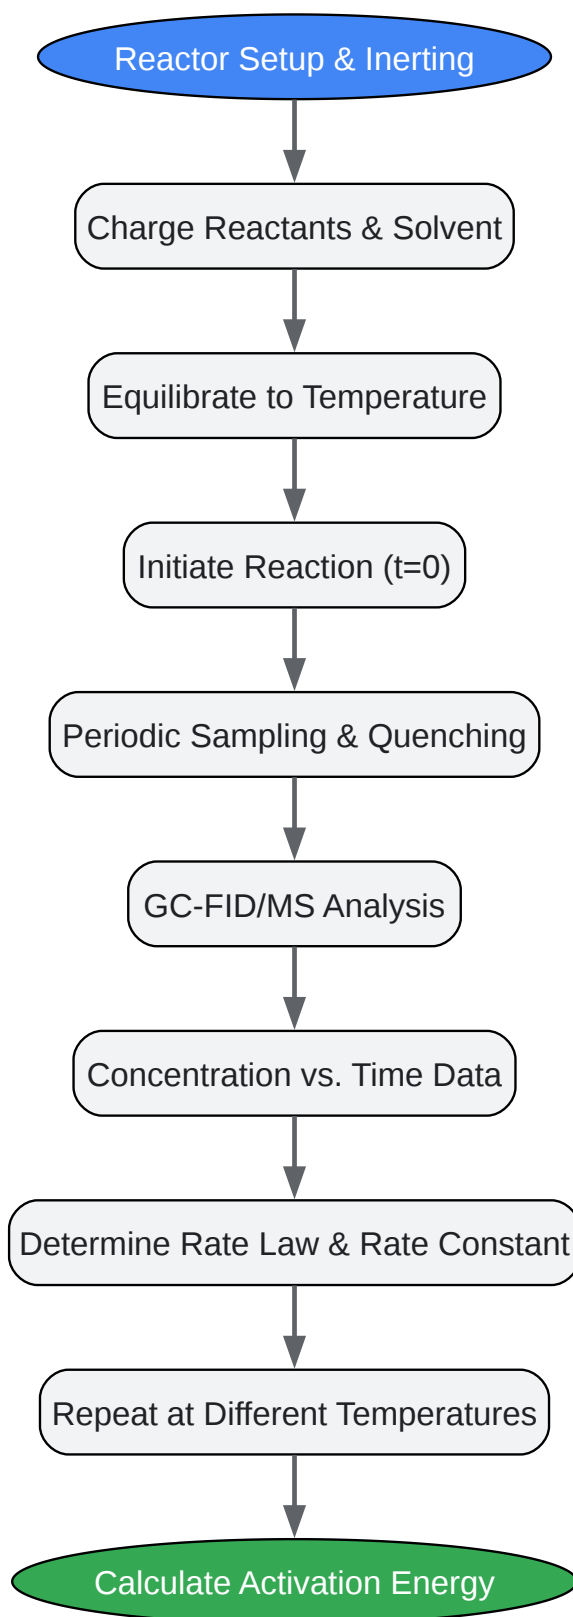 Reactor Setup & Inerting
Charge Reactants & Solvent
Equilibrate to Temperature
Initiate Reaction (t=0)
Periodic Sampling & Quenching
GC-FID/MS Analysis
Concentration vs. Time Data
Determine Rate Law & Rate Constant
Repeat at Different Temperatures
Calculate Activation Energy